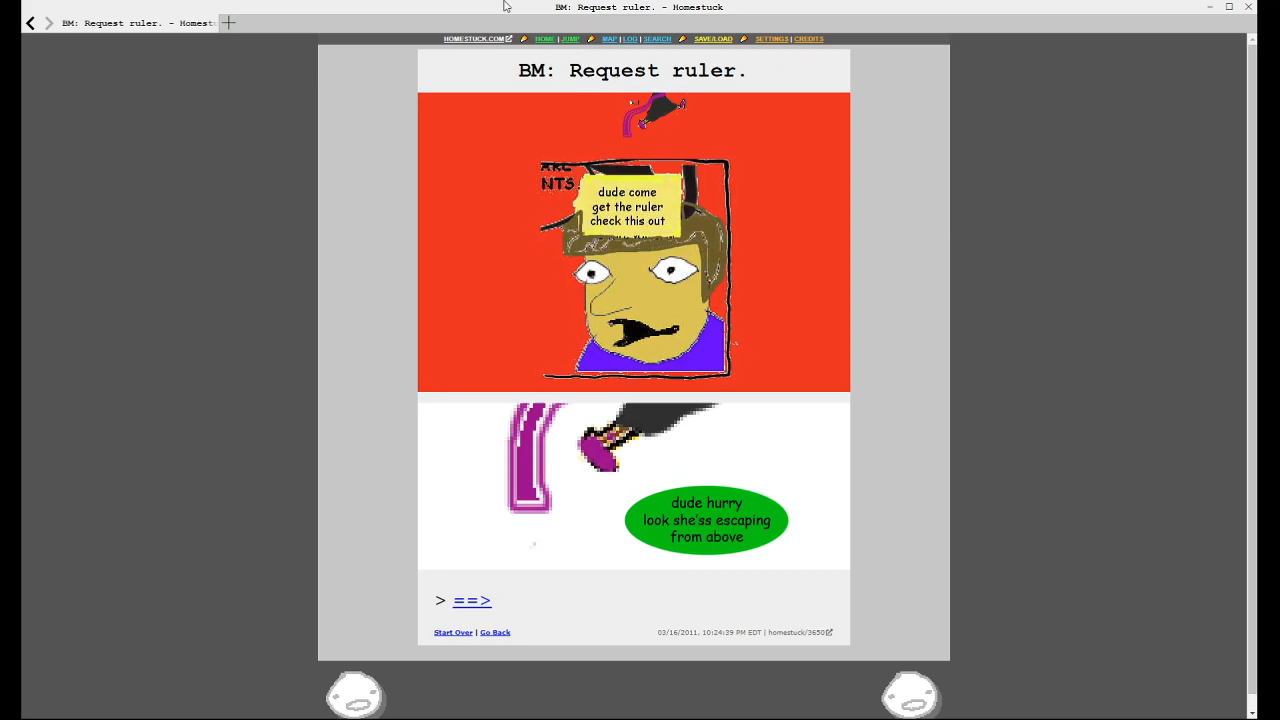 BM: Request ruler. - Homestuck
BM: Request ruler. - Homest
HOMESTUCK.COM HOME | JUMP MAP | LOG | SEARCH SAVE/LOAD SETTINGS | CREDITS
BM: Request ruler.
ARC
NTS
dude come
get the ruler
check this out
dude hurry
look she'ss escaping
from above
> ==>
Start Over | Go Back
03/16/2011, 10:24:39 PM EDT | homestuck/3650